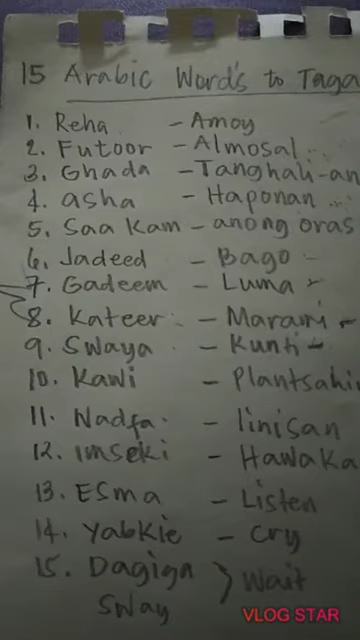 15 Arabic Word's to Taga
1. Reha - Amoy
2. Futoor - Almosal
3. Ghada - Tanghali-an
4. asha - Haponan
5. Saa Kam - anong oras
6. Jadeed - Bago
7. Gadeem - Luma
8. Kateer - Marami
9. Swaya - Kunti
10. Kawi - Plantsahi
11. Nadfa - linisan
12. imseki - Hawaka
13. ESma - Listen
14. Yabkie - Cry
15. Dagiga } Wait
Sway
VLOG STAR